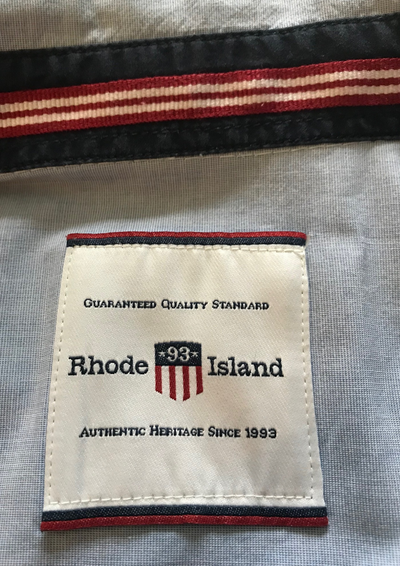 GUARANTEED QUALITY STANDARD
Rhode 93 Island
AUTHENTIC HERITAGE SINCE 1993